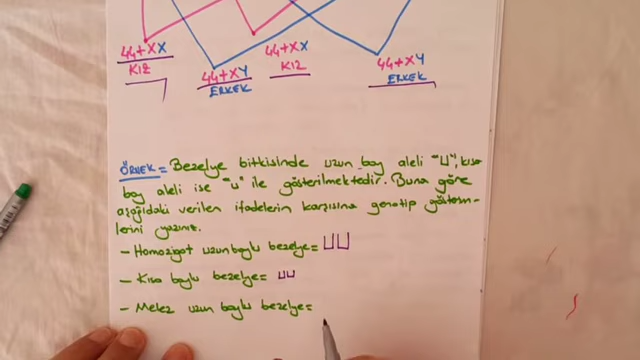 44+XX 44+XX
KIZ KIZ
44+XY 44+XY
ERKEK ERKEK
ÖRNEK= Bezelye bitkisinde uzun boy aleli "U", kısa
boy aleli ise "u" ile gösterilmektedir. Buna göre
aşağıdaki verilen ifadelerin karşısına genotip gösterim-
lerini yazınız.
- Homozigot uzun boylu bezelye= UU
- Kısa boylu bezelye= uu
- Melez uzun boylu bezelye=